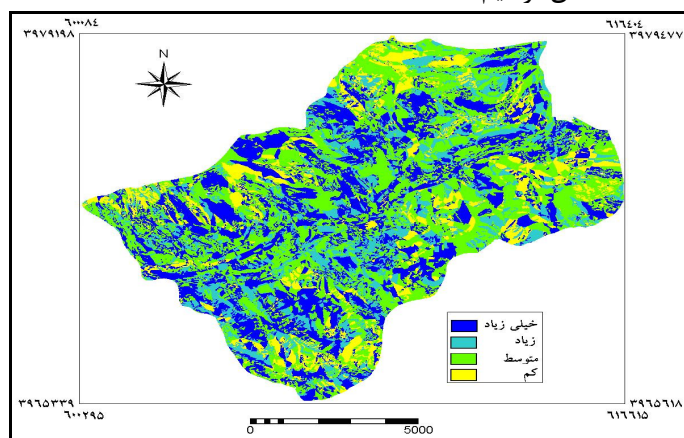 ۶۰۰۰۸۴ ۶۱۶۴۰۴
۳۹۷۹۱۹۸ ۳۹۷۹۴۷۷
N
خیلی زیاد
زیاد
متوسط
کم
۳۹۶۵۳۳۹ ۳۹۶۵۶۱۸
۶۰۰۲۹۵ ۶۱۶۶۱۵
0 5000